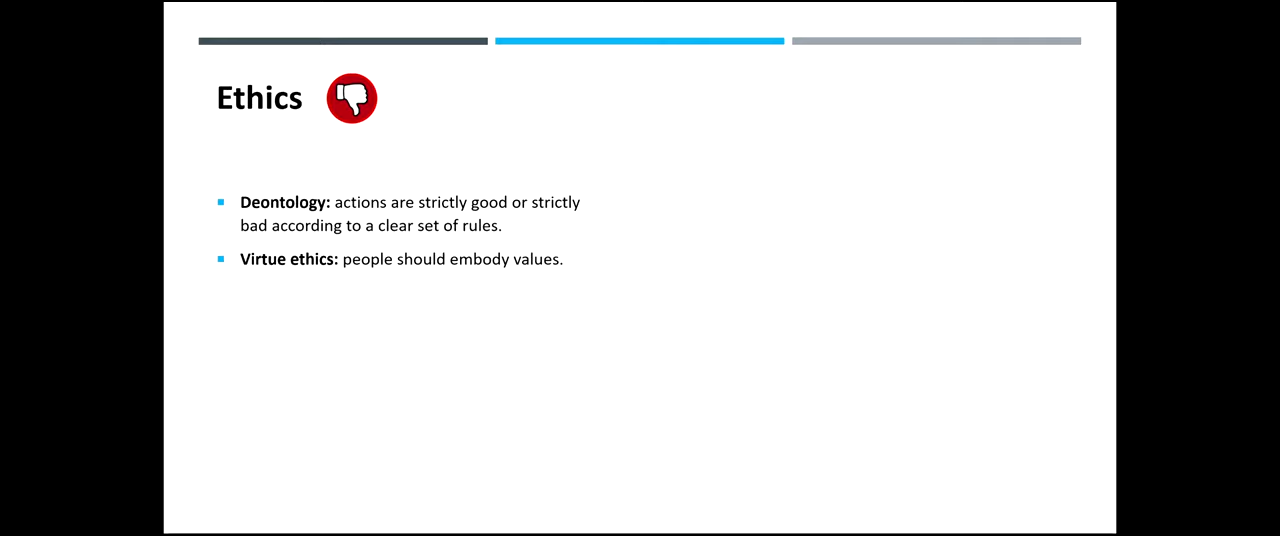 Ethics
Deontology: actions are strictly good or strictly
bad according to a clear set of rules.
Virtue ethics: people should embody values.